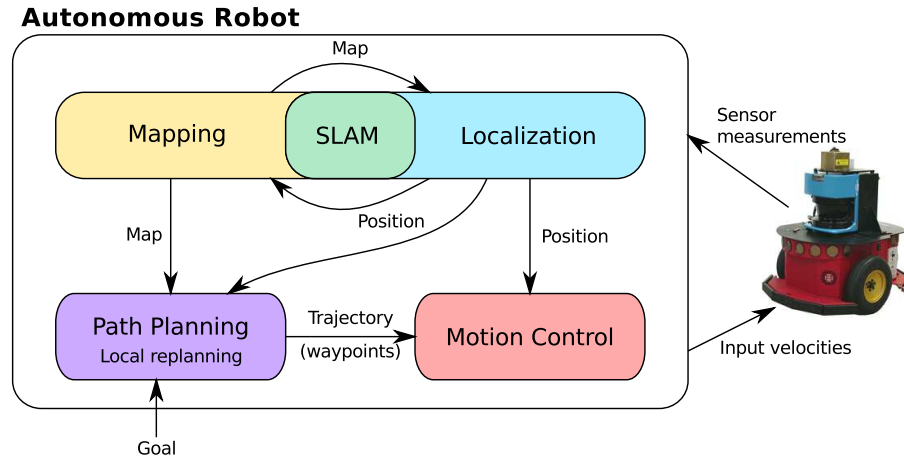 Autonomous Robot
Map
Mapping
SLAM
Localization
Sensor
measurements
Position
Map
Position
Path Planning
Local replanning
Trajectory
(waypoints)
Motion Control
Input velocities
Goal